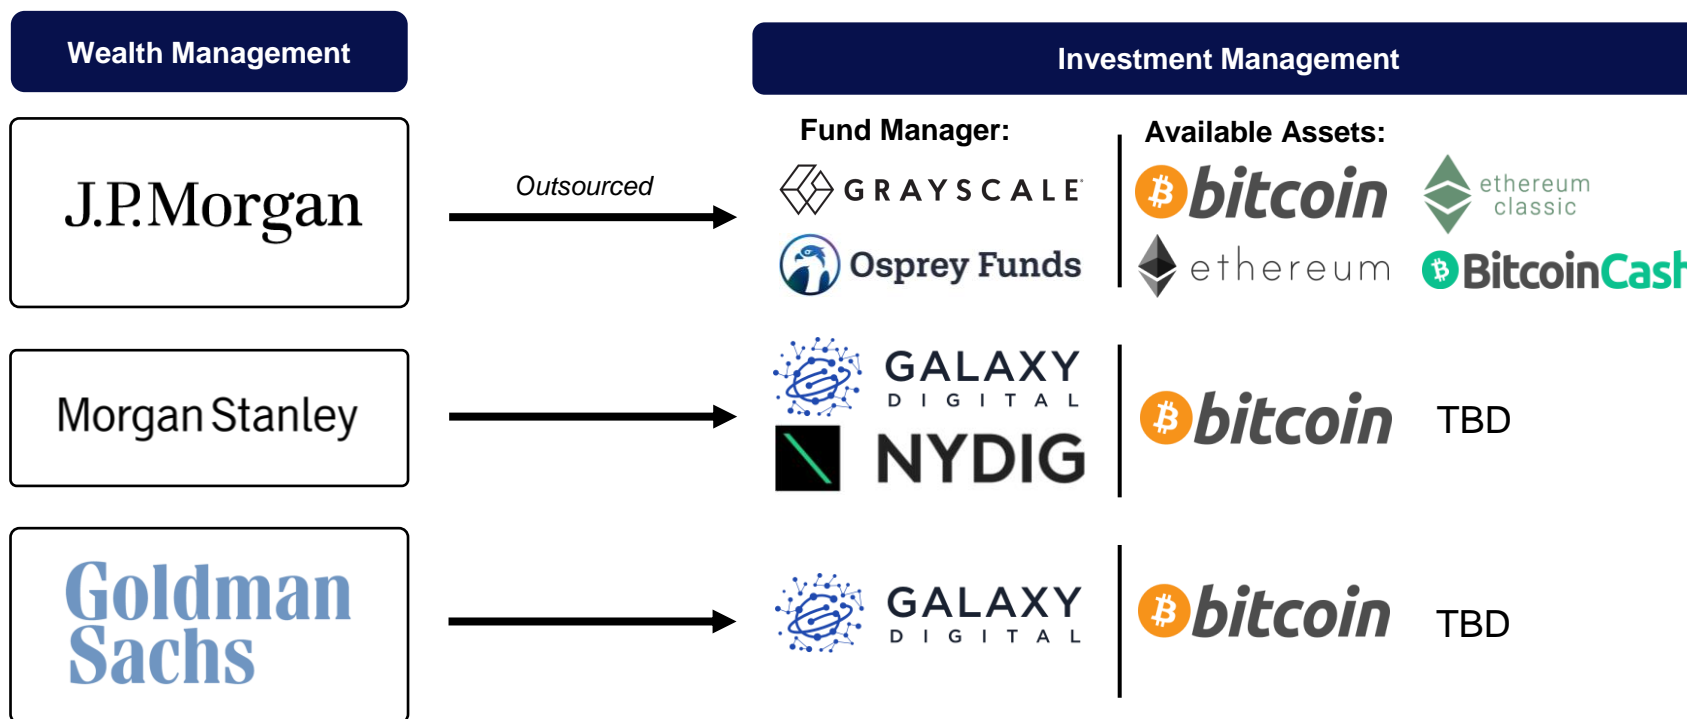 Wealth Management
Investment Management
J.P.Morgan
Outsourced
Fund Manager:
GRAYSCALE
Osprey Funds
Available Assets:
bitcoin
ethereum
classic
ethereum
BitcoinCash
Morgan Stanley
GALAXY
DIGITAL
NYDIG
bitcoin
TBD
Goldman
Sachs
GALAXY
DIGITAL
bitcoin
TBD